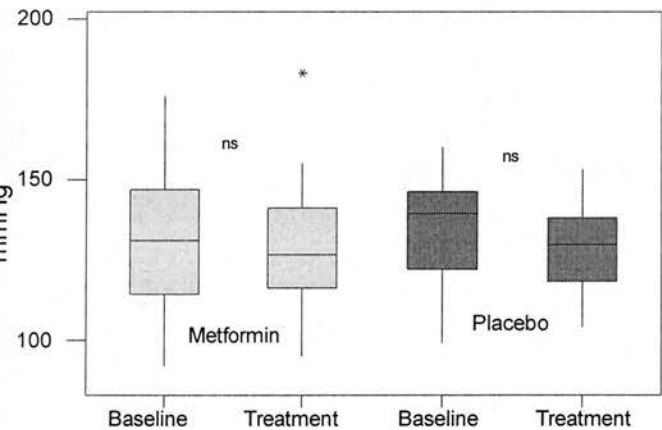 200
*
ns
ns
150
mmHg
Metformin
Placebo
100
Baseline Treatment Baseline Treatment